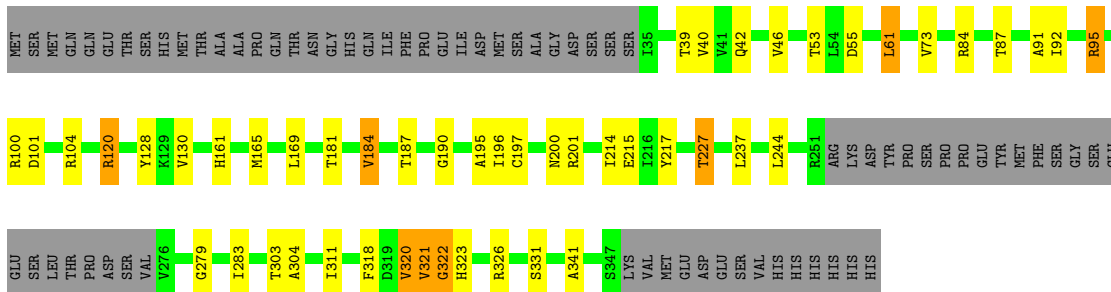 MET SER MET GLN GLN GLU THR SER HIS MET THR ALA ALA PRO GLN THR ASN GLY HIS GLN ILE PHE PRO GLU ILE ASP MET SER ALA GLY ASP SER SER SER I35 T39 V40 V41 Q42 V46 T53 L54 D55 L61 V73 R84 T87 A91 I92 R95
R100 D101 R104 R120 Y128 K129 V130 H161 M165 L169 T181 V184 T187 G190 A195 I196 C197 N200 R201 I214 E215 I216 Y217 T227 L237 L244 R251 ARG LYS ASP TYR PRO SER PRO PRO GLU TYR MET PHE SER GLY SER
GLU SER LEU THR PRO ASP SER VAL V276 G279 I283 T303 A304 I311 F318 D319 V320 V321 G322 H323 R326 S331 A341 S347 LYS VAL MET GLU ASP GLU SER VAL HIS HIS HIS HIS HIS HIS